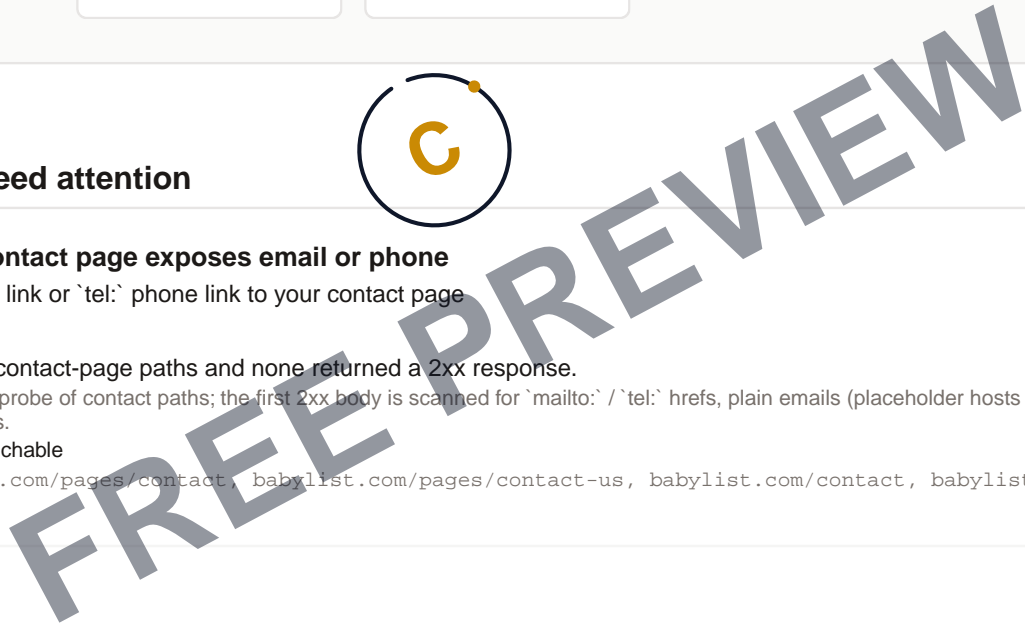 C
eed attention
ontact page exposes email or phone
link or `tel:` phone link to your contact page
contact-page paths and none returned a 2xx response.
probe of contact paths; the first 2xx body is scanned for `mailto:` / `tel:` hrefs, plain emails (placeholder hosts
s.
chable
.com/pages/contact, babylist.com/pages/contact-us, babylist.com/contact, babylist
FREE PREVIEW